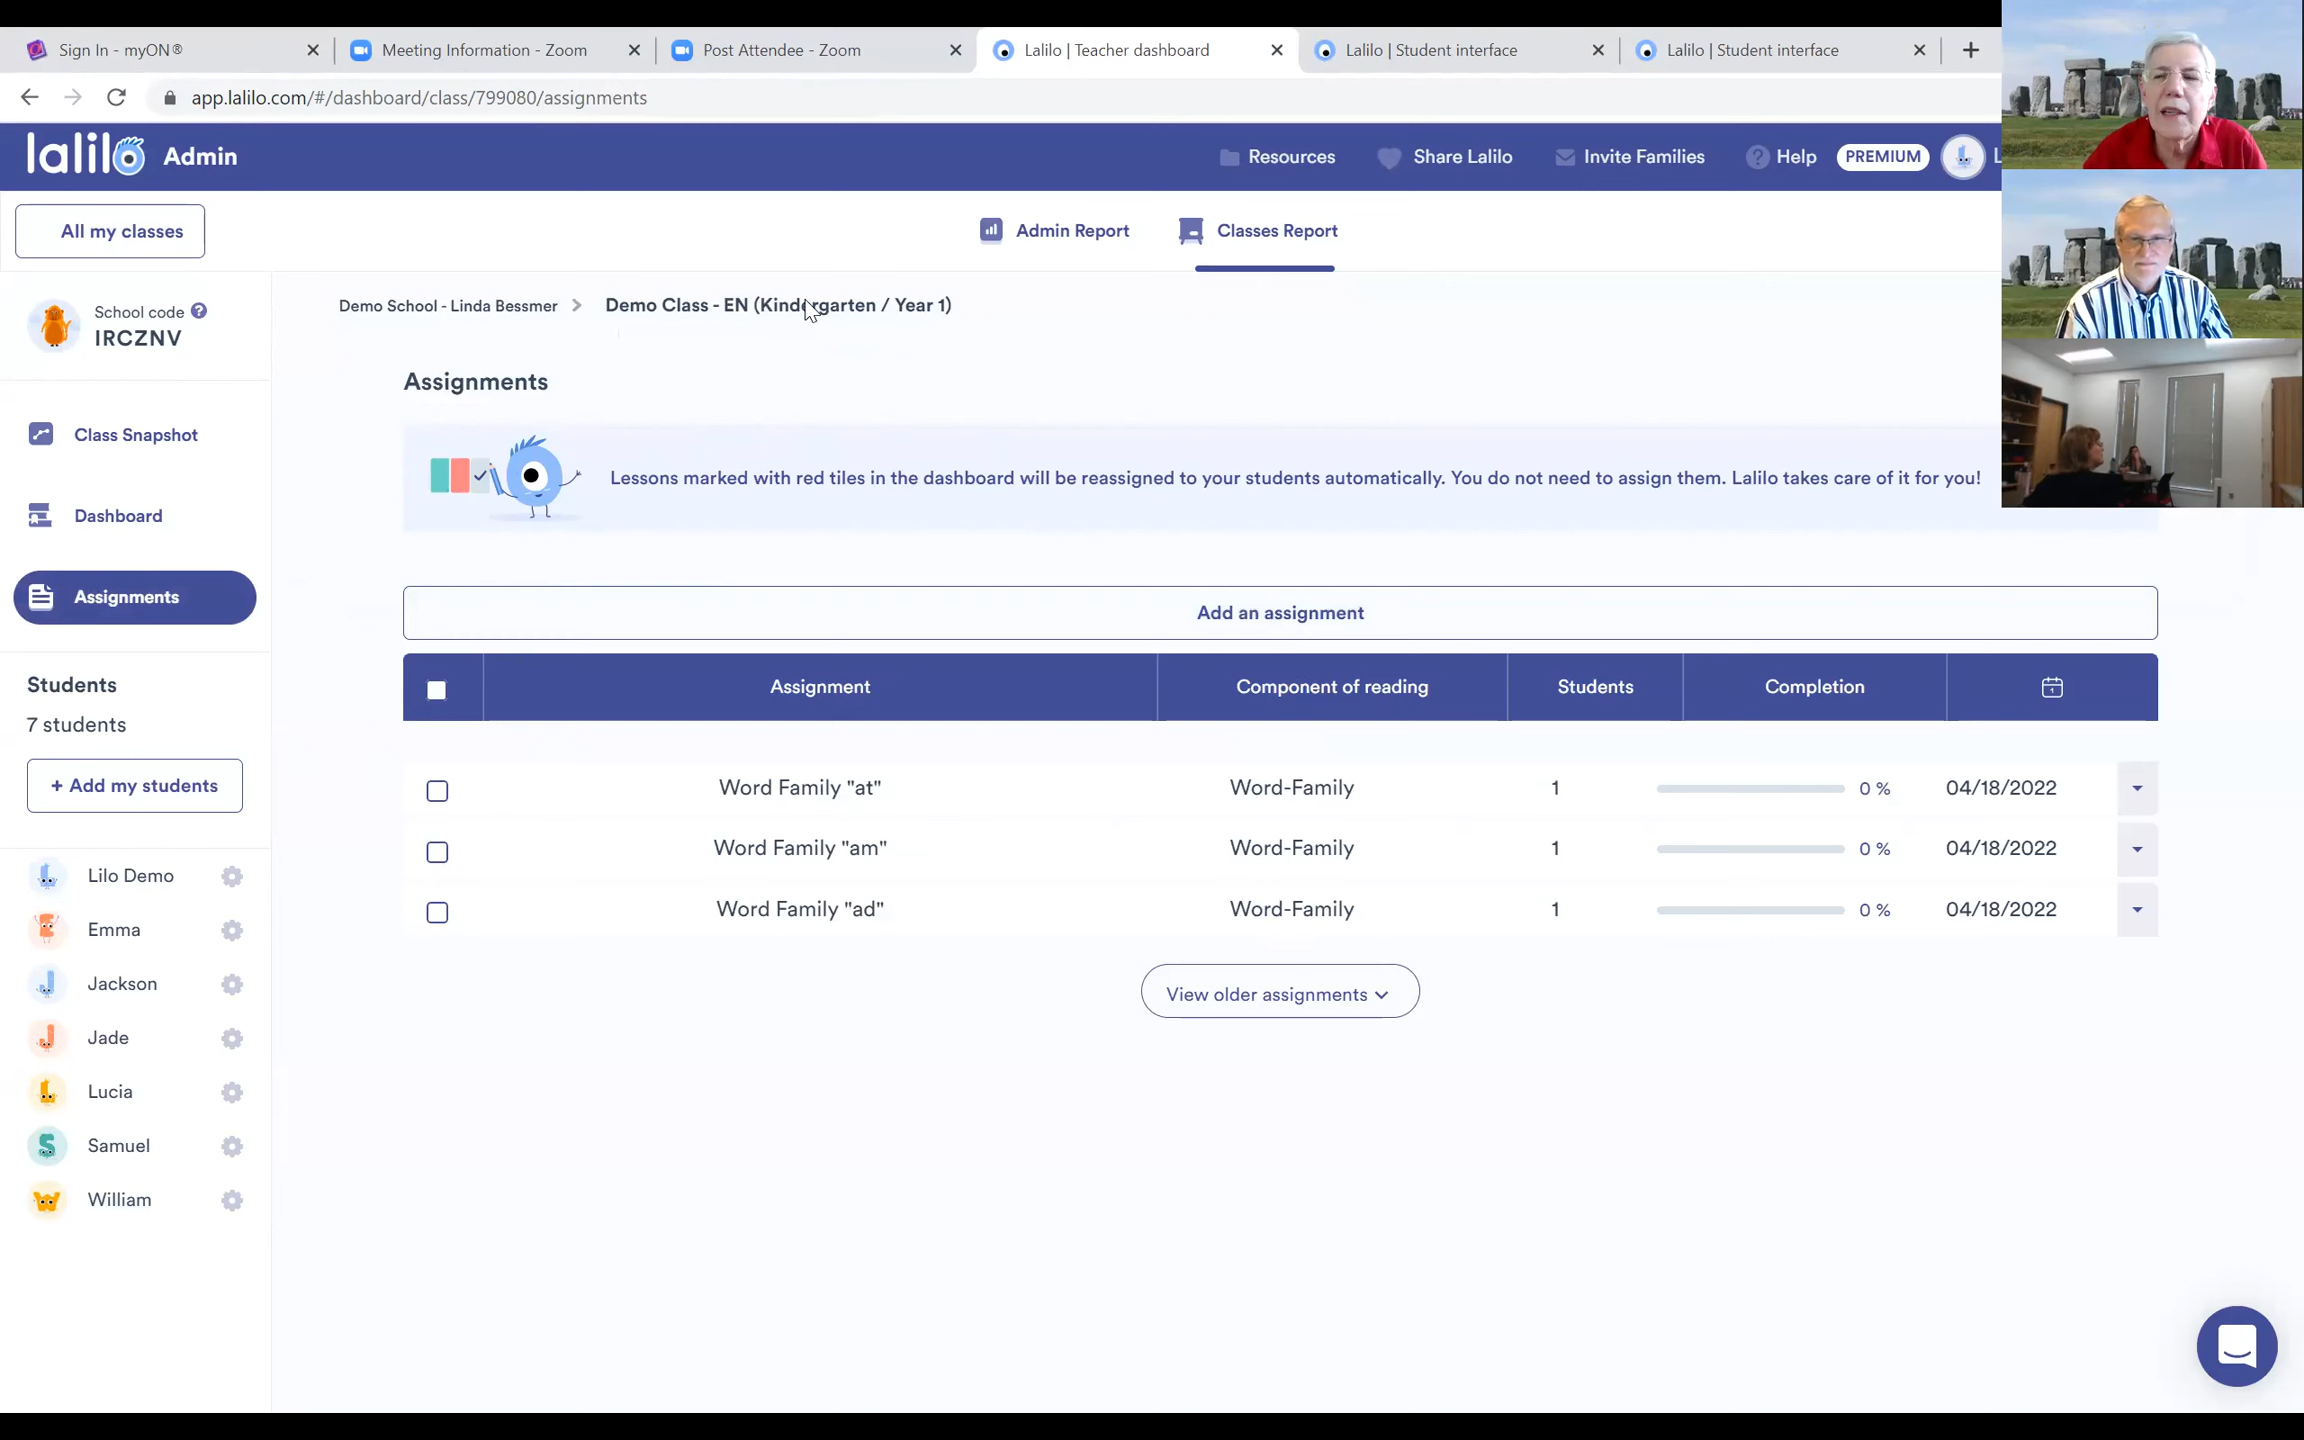 Sign In - myON®
Meeting Information - Zoom
Post Attendee - Zoom
Lalilo | Teacher dashboard
Lalilo | Student interface
Lalilo | Student interface
app.lalilo.com/#/dashboard/class/799080/assignments
lalilo Admin
Resources
Share Lalilo
Invite Families
? Help
PREMIUM
L
All my classes
Admin Report
Classes Report
School code ?
IRCZNV
Demo School - Linda Bessmer > Demo Class - EN (Kindergarten / Year 1)
Class Snapshot
Dashboard
Assignments
Students
7 students
+ Add my students
Lilo Demo
Emma
Jackson
Jade
Lucia
Samuel
William
Assignments
Lessons marked with red tiles in the dashboard will be reassigned to your students automatically. You do not need to assign them. Lalilo takes care of it for you!
Add an assignment
Assignment Component of reading Students Completion
Word Family "at" Word-Family 1 0 % 04/18/2022
Word Family "am" Word-Family 1 0 % 04/18/2022
Word Family "ad" Word-Family 1 0 % 04/18/2022
View older assignments